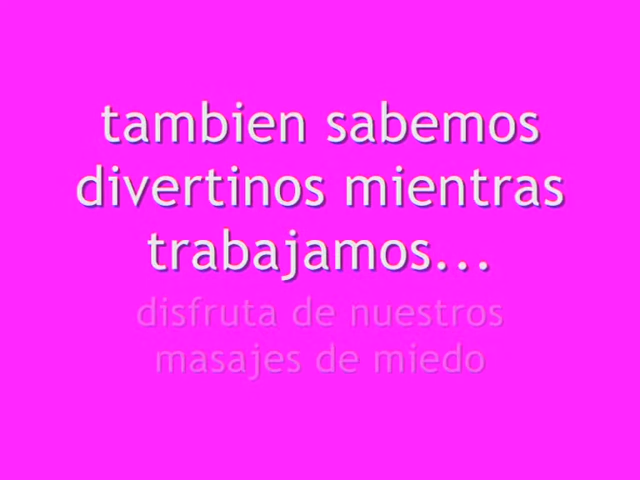 tambien sabemos
divertinos mientras
trabajamos...
disfruta de nuestros
masajes de miedo